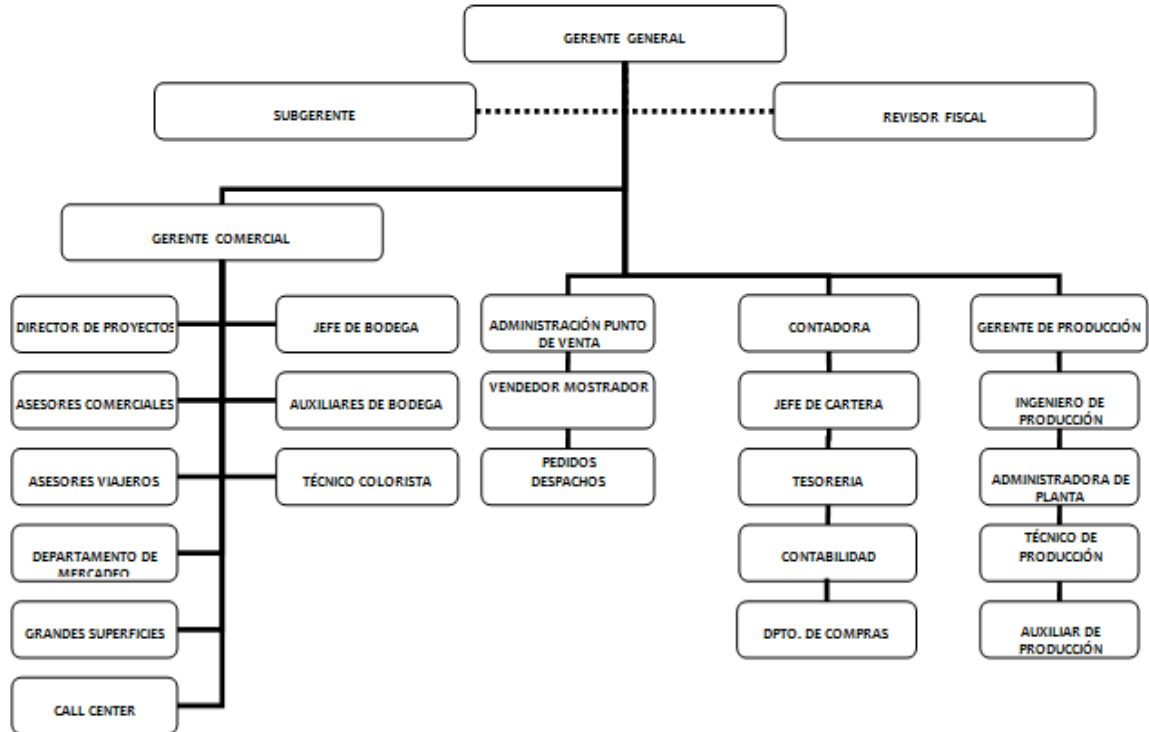 GERENTE GENERAL
SUBGERENTE
REVISOR FISCAL
GERENTE COMERCIAL
DIRECTOR DE PROYECTOS
JEFE DE BODEGA
ASESORES COMERCIALES
AUXILIARES DE BODEGA
ASESORES VIAJEROS
TÉCNICO COLORISTA
DEPARTAMENTO DE
MERCADEO
GRANDES SUPERFICIES
CALL CENTER
ADMINISTRACIÓN PUNTO
DE VENTA
VENDEDOR MOSTRADOR
PEDIDOS
DESPACHOS
CONTADORA
JEFE DE CARTERA
TESORERIA
CONTABILIDAD
DPTO. DE COMPRAS
GERENTE DE PRODUCCIÓN
INGENIERO DE
PRODUCCIÓN
ADMINISTRADORA DE
PLANTA
TÉCNICO DE
PRODUCCIÓN
AUXILIAR DE
PRODUCCIÓN